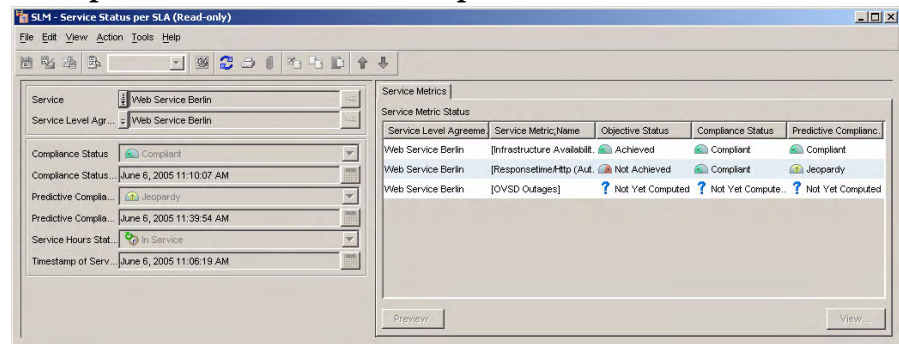 SLM - Service Status per SLA (Read-only)
File Edit View Action Tools Help
Service Web Service Berlin
Service Level Agr... Web Service Berlin
Compliance Status Compliant
Compliance Status... June 6, 2005 11:10:07 AM
Predictive Complia... Jeopardy
Predictive Complia... June 6, 2005 11:39:54 AM
Service Hours Stat... In Service
Timestamp of Serv... June 6, 2005 11:06:19 AM
Service Metrics
Service Metric Status
Service Level Agreeme. Service Metric;Name Objective Status Compliance Status Predictive Complianc.
Web Service Berlin [Infrastructure Availabilit. Achieved Compliant Compliant
Web Service Berlin [Responsetime/Http (Aut. Not Achieved Compliant Jeopardy
Web Service Berlin [OVSD Outages] ? Not Yet Computed ? Not Yet Compute.. ? Not Yet Computed
Preview View...